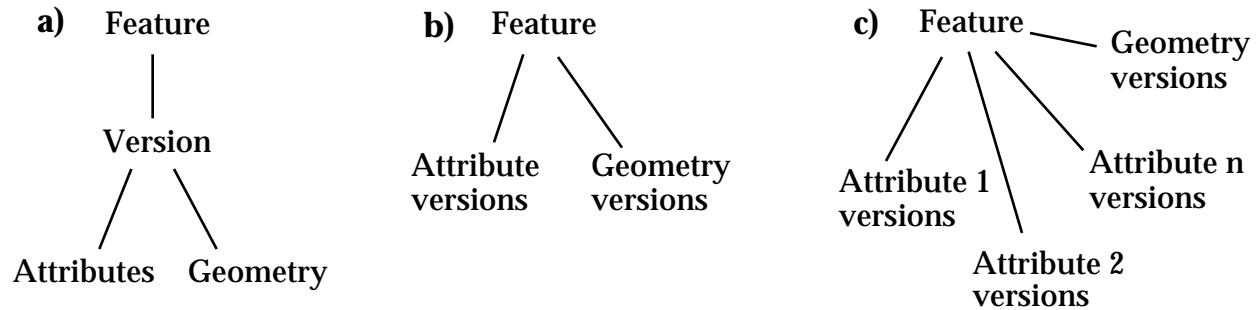 a) Feature
Version
Attributes Geometry
b) Feature
Attribute
versions
Geometry
versions
c) Feature
Geometry
versions
Attribute 1
versions
Attribute 2
versions
Attribute n
versions